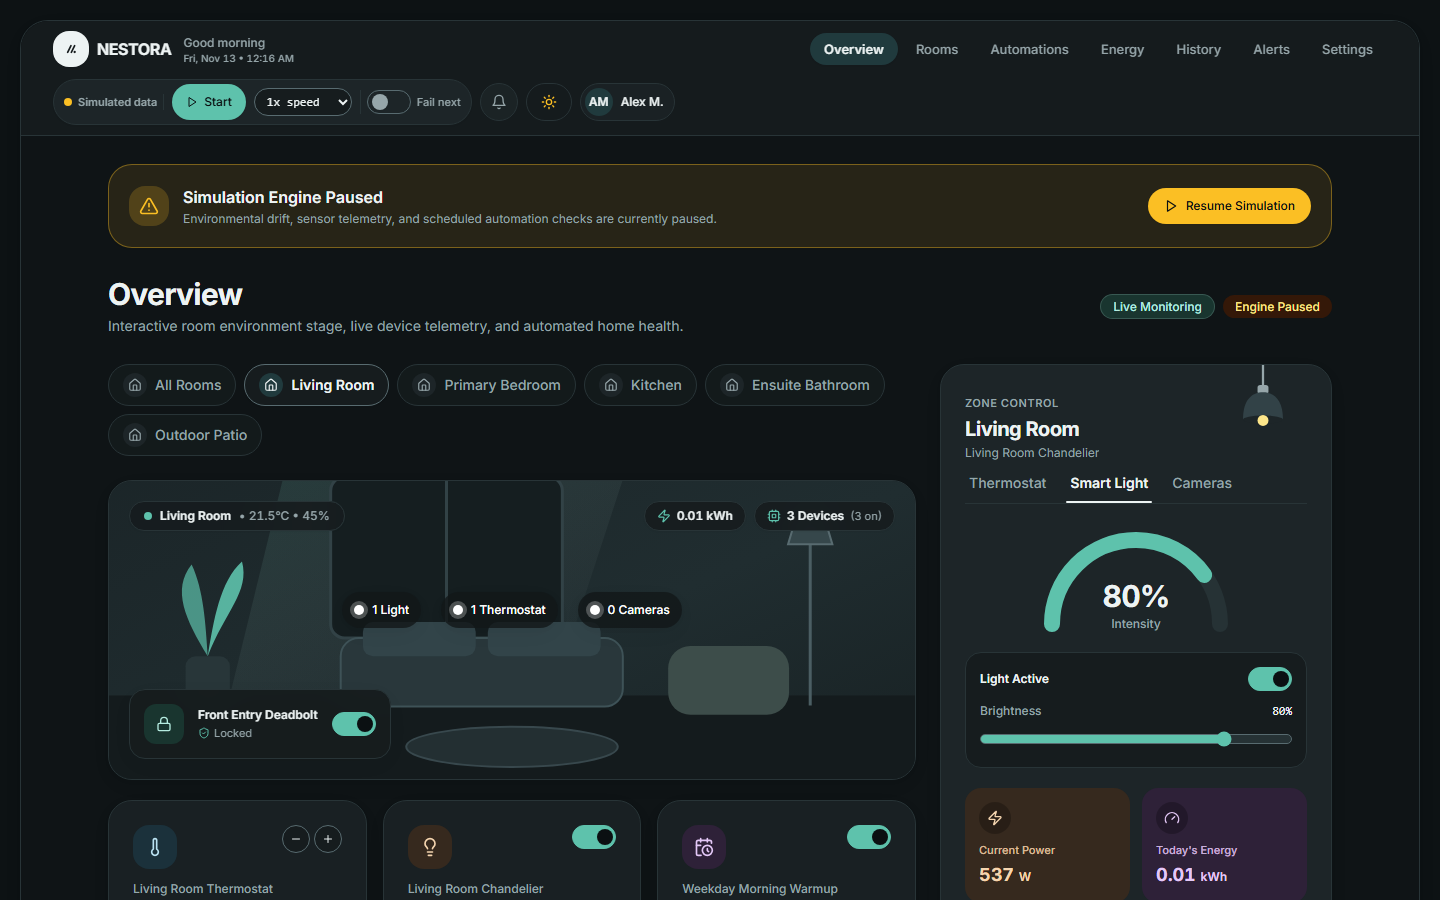 NESTORA
Good morning
Fri, Nov 13 • 12:16 AM
Overview
Rooms
Automations
Energy
History
Alerts
Settings
Simulated data
Start
1x speed
Fail next
AM
Alex M.
Simulation Engine Paused
Environmental drift, sensor telemetry, and scheduled automation checks are currently paused.
Resume Simulation
Overview
Interactive room environment stage, live device telemetry, and automated home health.
Live Monitoring
Engine Paused
All Rooms
Living Room
Primary Bedroom
Kitchen
Ensuite Bathroom
Outdoor Patio
Living Room • 21.5°C • 45%
0.01 kWh
3 Devices (3 on)
1 Light
1 Thermostat
0 Cameras
Front Entry Deadbolt
Locked
Living Room Thermostat
Living Room Chandelier
Weekday Morning Warmup
ZONE CONTROL
Living Room
Living Room Chandelier
Thermostat
Smart Light
Cameras
80%
Intensity
Light Active
Brightness
80%
Current Power
537 W
Today's Energy
0.01 kWh